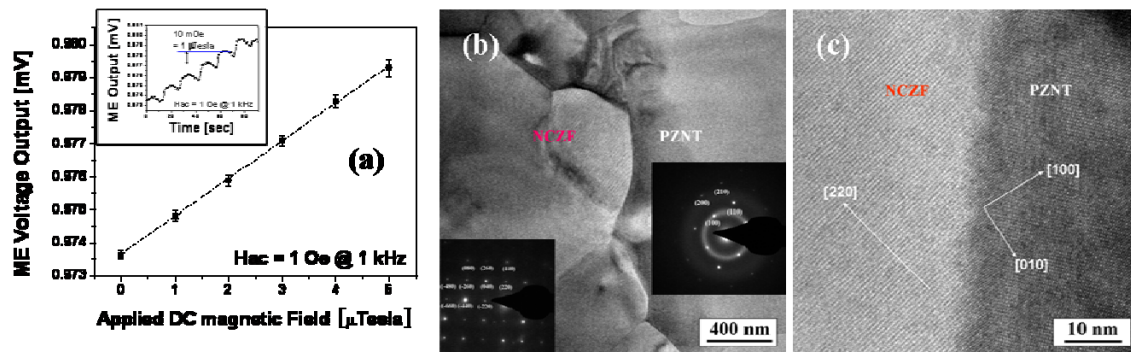 (a)
ME Voltage Output [mV]
0.980
0.979
0.978
0.977
0.976
0.975
0.974
0.973
0 1 2 3 4 5
Applied DC magnetic Field [μTesla]
Hac = 1 Oe @ 1 kHz
ME Output [mV]
10 mOe
= 1 μTesla
Hac = 1 Oe @ 1 kHz
Time [sec]
(b)
NCZF
PZNT
(210)
(200)
(110)
(100)
(220)
400 nm
(c)
NCZF
PZNT
[220]
[100]
[010]
10 nm